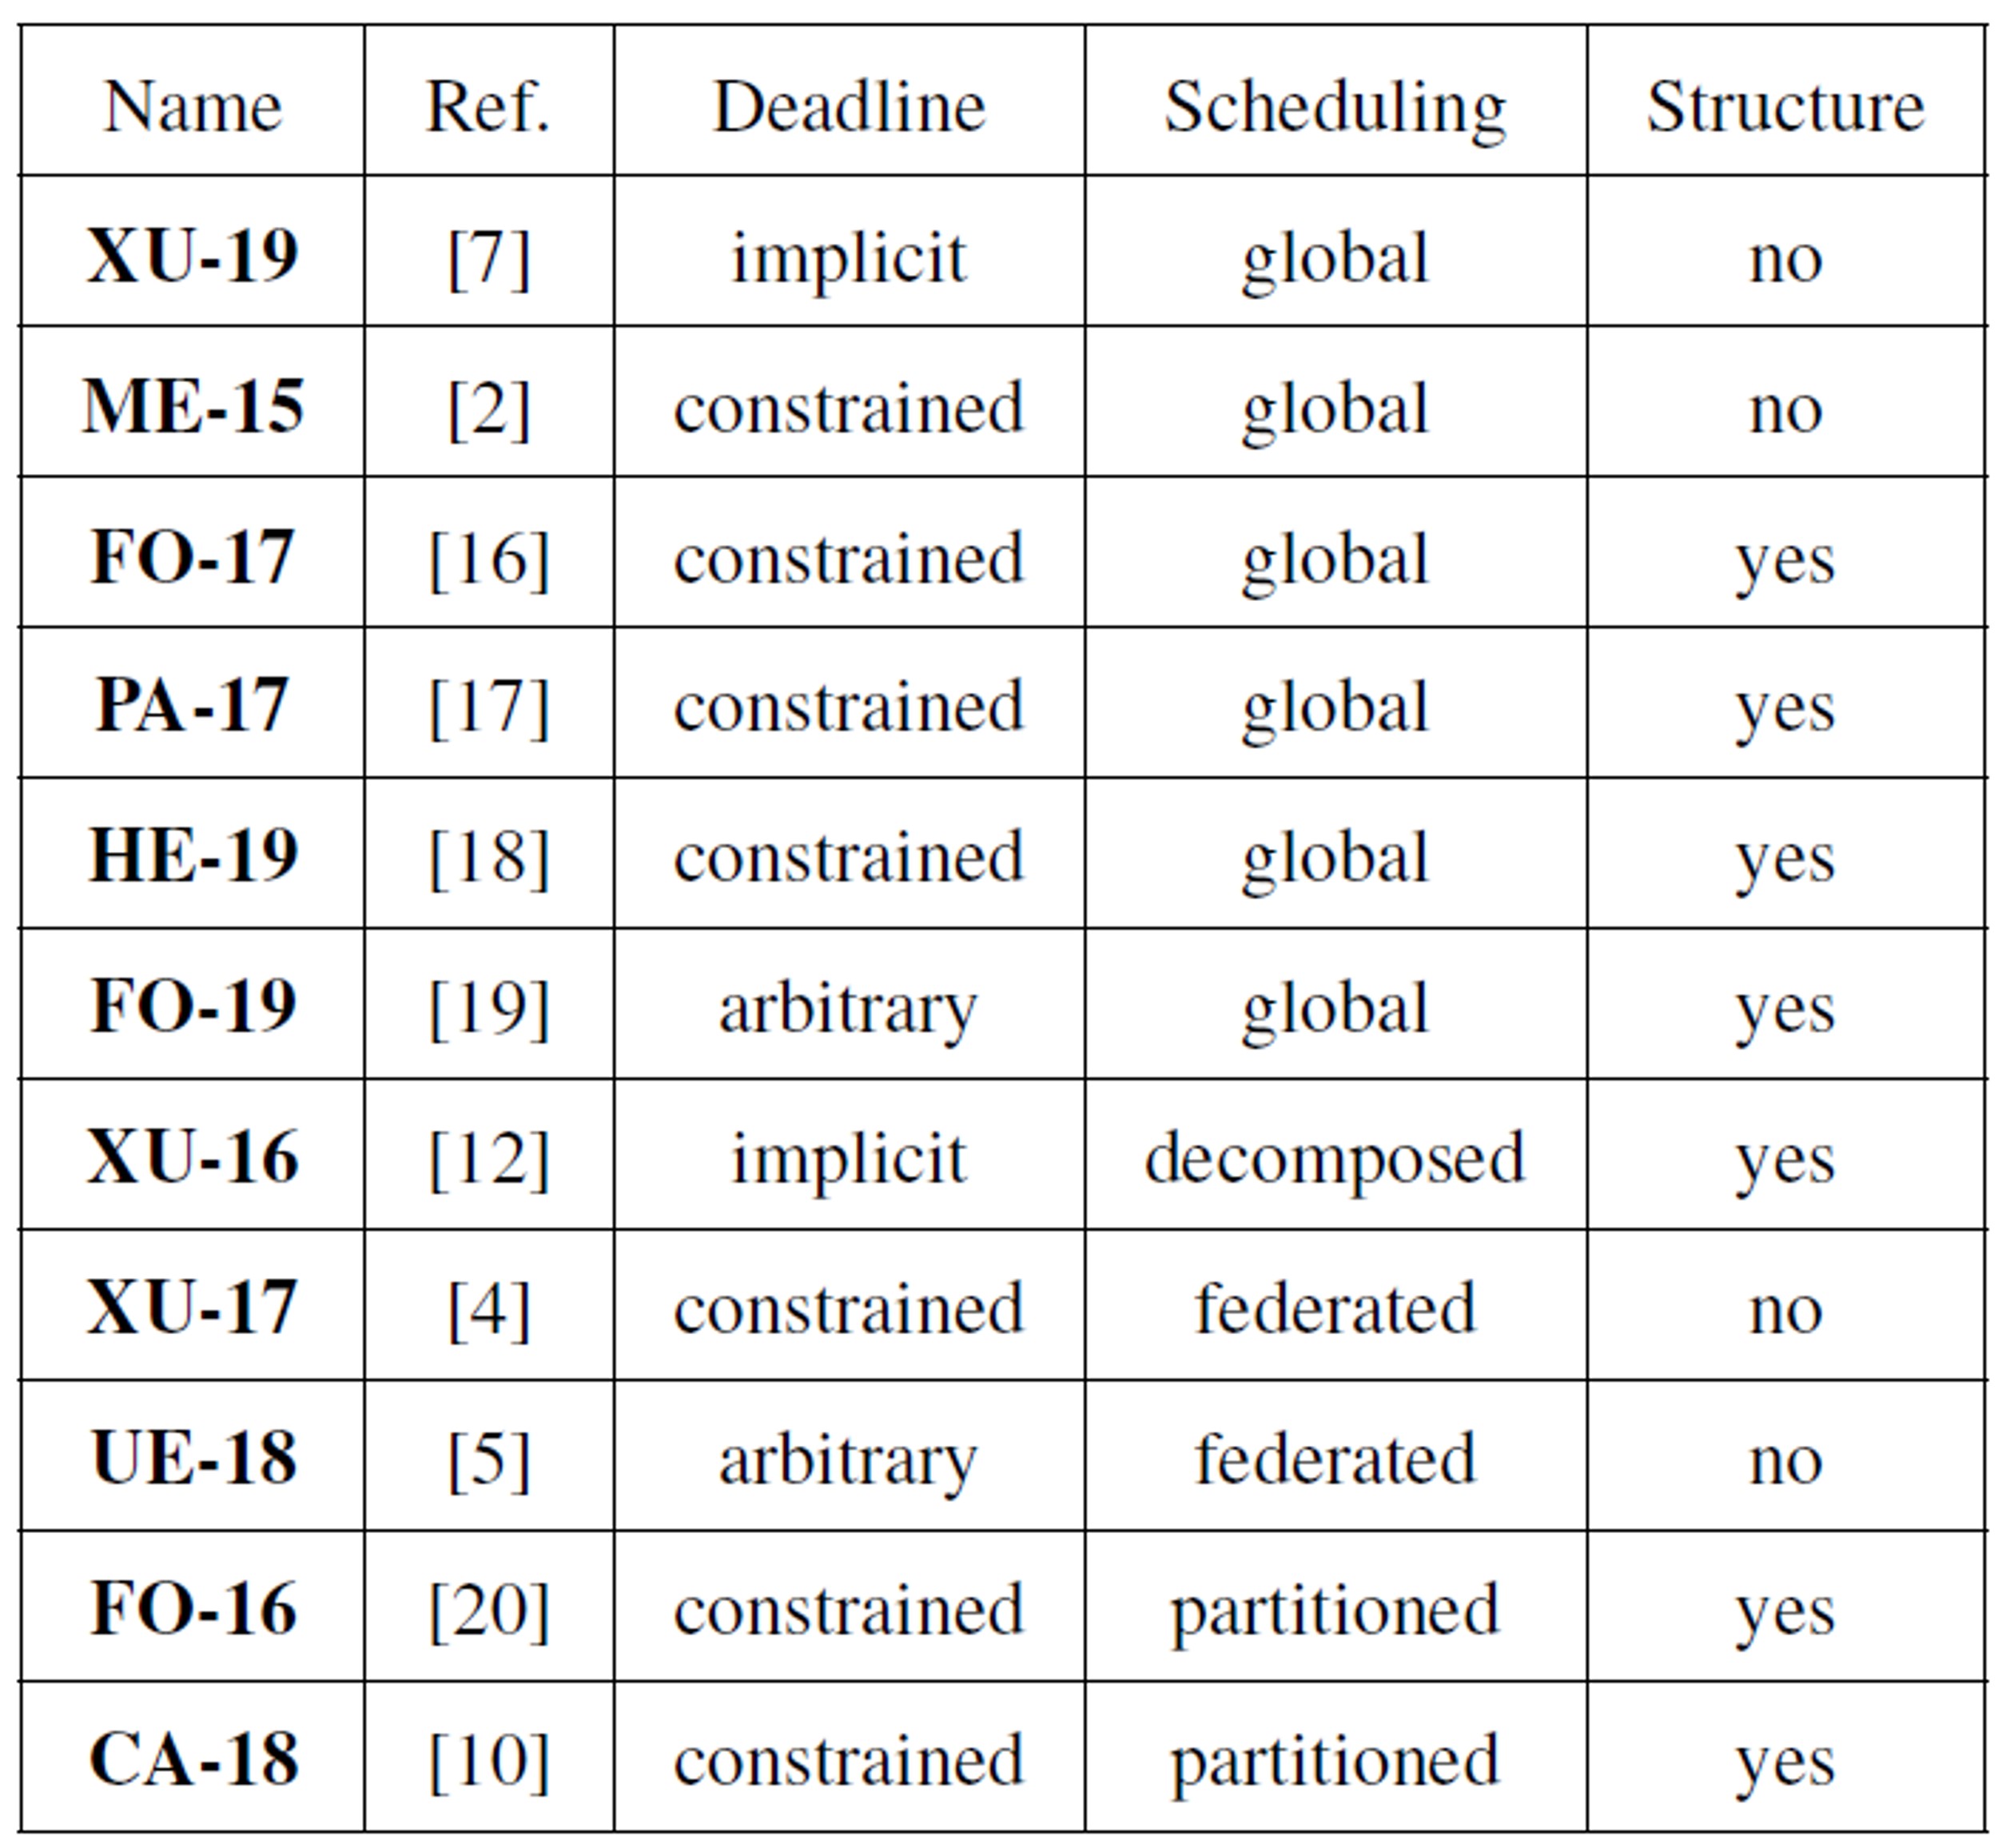 Name Ref. Deadline Scheduling Structure
XU-19 [7] implicit global no
ME-15 [2] constrained global no
FO-17 [16] constrained global yes
PA-17 [17] constrained global yes
HE-19 [18] constrained global yes
FO-19 [19] arbitrary global yes
XU-16 [12] implicit decomposed yes
XU-17 [4] constrained federated no
UE-18 [5] arbitrary federated no
FO-16 [20] constrained partitioned yes
CA-18 [10] constrained partitioned yes